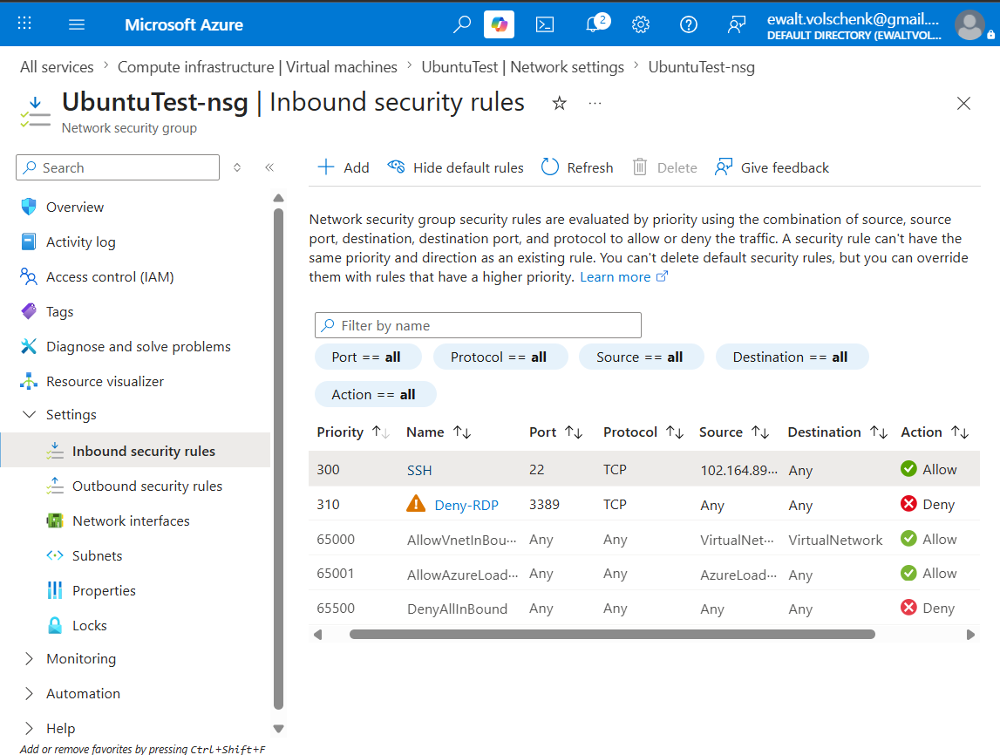 Microsoft Azure
2
ewalt.volschenk@gmail....
DEFAULT DIRECTORY (EWALTVOL...
All services > Compute infrastructure | Virtual machines > UbuntuTest | Network settings > UbuntuTest-nsg
UbuntuTest-nsg | Inbound security rules
Network security group
Search
Add Hide default rules Refresh Delete Give feedback
Overview
Activity log
Access control (IAM)
Tags
Diagnose and solve problems
Resource visualizer
Settings
Inbound security rules
Outbound security rules
Network interfaces
Subnets
Properties
Locks
Monitoring
Automation
Help
Add or remove favorites by pressing Ctrl+Shift+F
Network security group security rules are evaluated by priority using the combination of source, source
port, destination, destination port, and protocol to allow or deny the traffic. A security rule can't have the
same priority and direction as an existing rule. You can't delete default security rules, but you can override
them with rules that have a higher priority. Learn more
Filter by name
Port == all Protocol == all Source == all Destination == all
Action == all
Priority Name Port Protocol Source Destination Action
300 SSH 22 TCP 102.164.89... Any Allow
310 Deny-RDP 3389 TCP Any Any Deny
65000 AllowVnetInBou... Any Any VirtualNet... VirtualNetwork Allow
65001 AllowAzureLoad... Any Any AzureLoad... Any Allow
65500 DenyAllInBound Any Any Any Any Deny